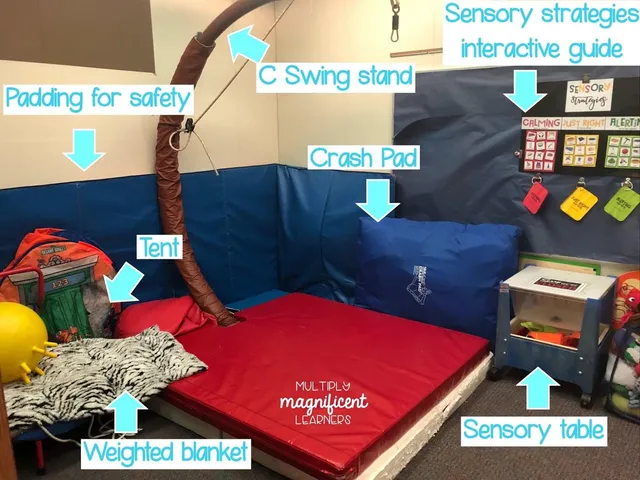 Sensory strategies
interactive guide
C Swing stand
Padding for safety
SENSORY
Strategies
CALMING
JUST RIGHT
ALERTING
Crash Pad
Tent
MULTIPLY
magnificent
LEARNERS
Weighted blanket
Sensory table